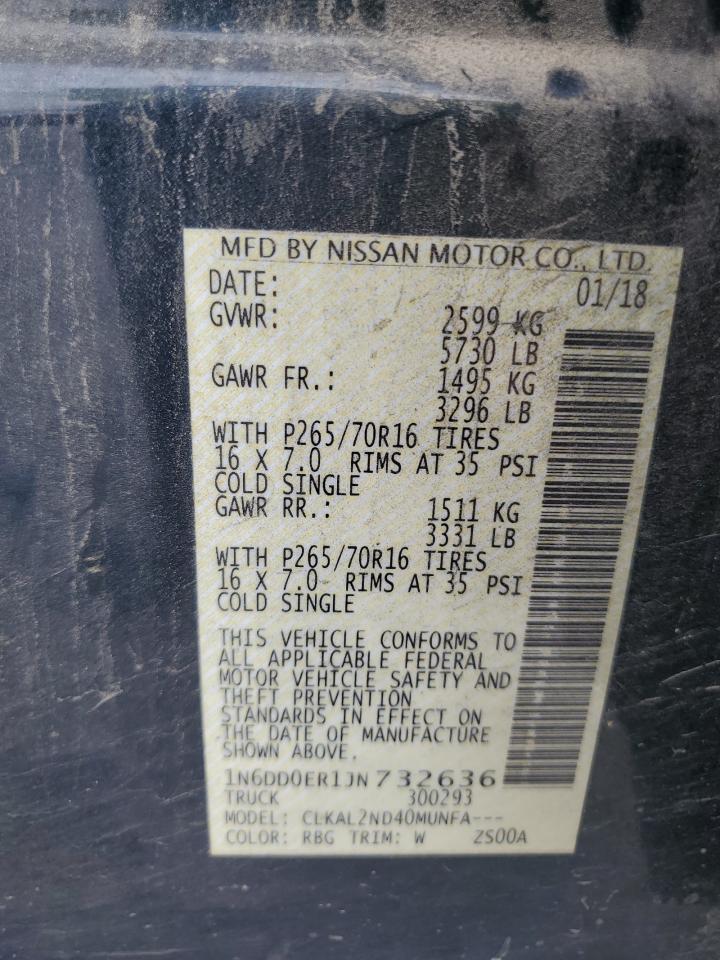 MFD BY NISSAN MOTOR CO., LTD.
DATE: 01/18
GVWR: 2599 KG
5730 LB
GAWR FR.: 1495 KG
3296 LB
WITH P265/70R16 TIRES
16 X 7.0 RIMS AT 35 PSI
COLD SINGLE
GAWR RR.: 1511 KG
3331 LB
WITH P265/70R16 TIRES
16 X 7.0 RIMS AT 35 PSI
COLD SINGLE
THIS VEHICLE CONFORMS TO
ALL APPLICABLE FEDERAL
MOTOR VEHICLE SAFETY AND
THEFT PREVENTION
STANDARDS IN EFFECT ON
THE DATE OF MANUFACTURE
SHOWN ABOVE.
1N6DD0ER1JN732636
TRUCK 300293
MODEL: CLKAL2ND40MUNFA---
COLOR: RBG TRIM: W ZS00A